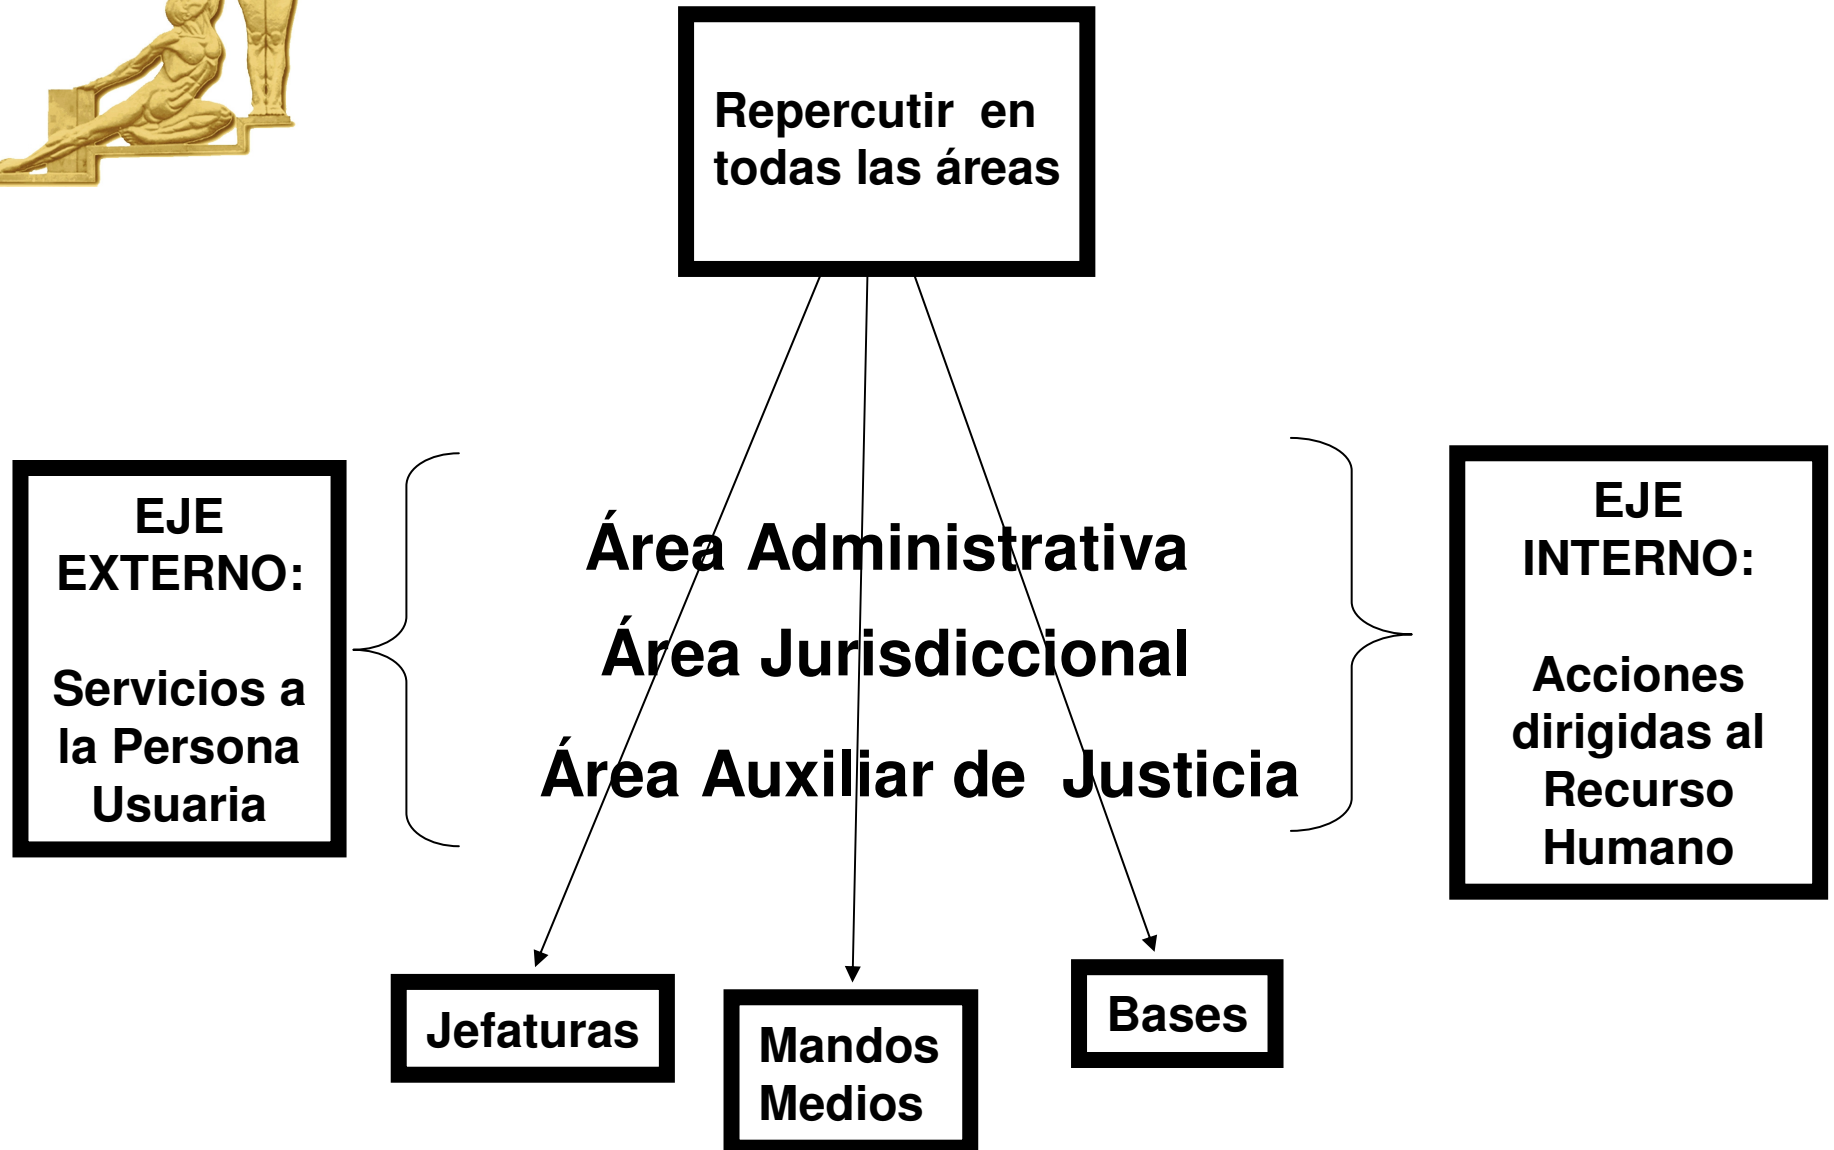 Repercutir en
todas las áreas
EJE
EXTERNO:
Servicios a
la Persona
Usuaria
Área Administrativa
Área Jurisdiccional
Área Auxiliar de Justicia
EJE
INTERNO:
Acciones
dirigidas al
Recurso
Humano
Jefaturas
Mandos
Medios
Bases